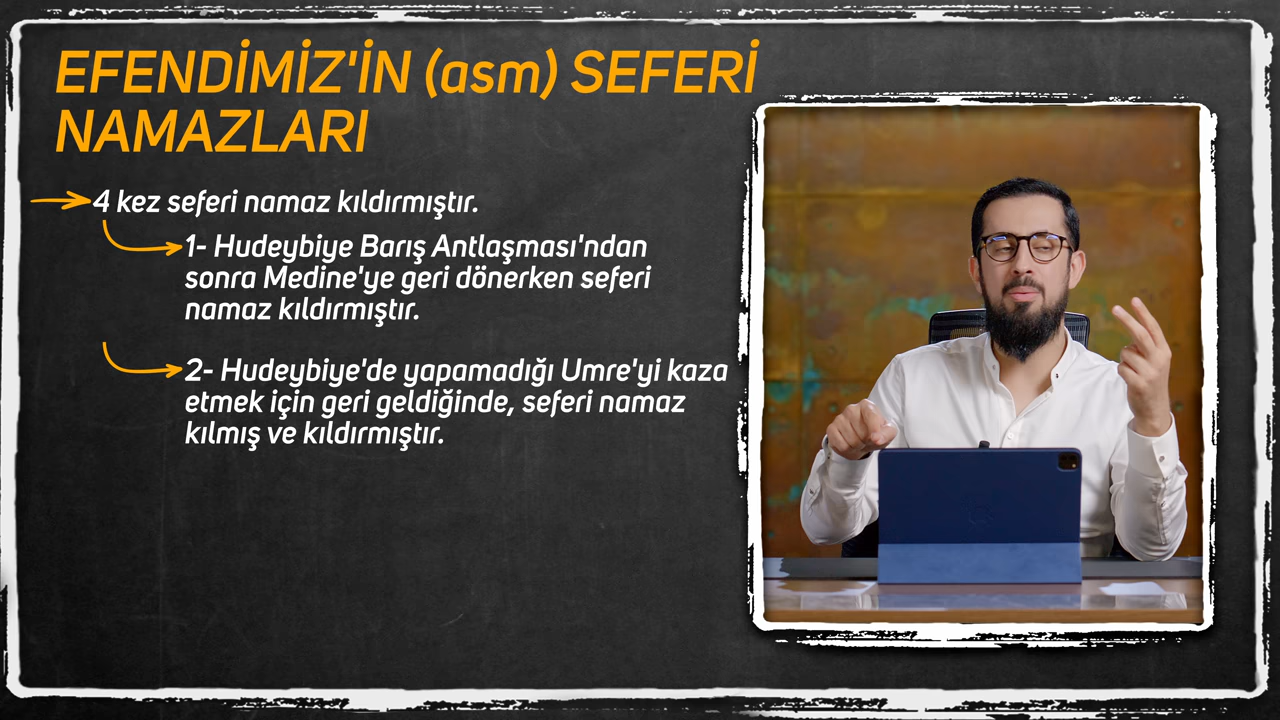 EFENDİMİZ'İN (asm) SEFERİ
NAMAZLARI
4 kez seferi namaz kıldırmıştır.
1- Hudeybiye Barış Antlaşması'ndan
sonra Medine'ye geri dönerken seferi
namaz kıldırmıştır.
2- Hudeybiye'de yapamadığı Umre'yi kaza
etmek için geri geldiğinde, seferi namaz
kılmış ve kıldırmıştır.